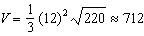 V = 1/3 (12)² √220 ≈ 712